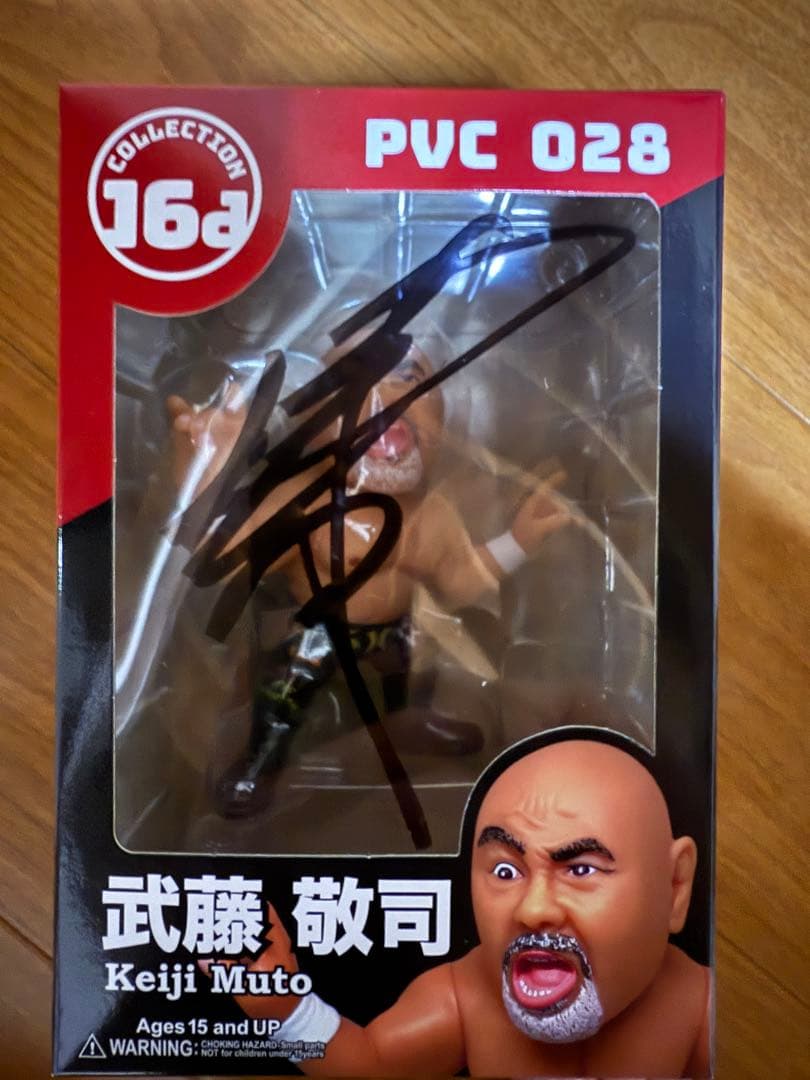 COLLECTION
16d
PVC 028
武藤 敬司
Keiji Muto
Ages 15 and UP
WARNING: CHOKING HAZARD-Small parts
NOT for children under 15years